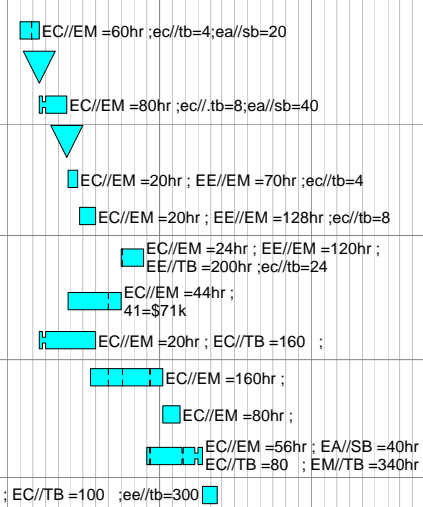 EC//EM =60hr ;ec//tb=4;ea//sb=20
EC//EM =80hr ;ec//.tb=8;ea//sb=40
EC//EM =20hr ; EE//EM =70hr ;ec//tb=4
EC//EM =20hr ; EE//EM =128hr ;ec//tb=8
EC//EM =24hr ; EE//EM =120hr ;
EE//TB =200hr ;ec//tb=24
EC//EM =44hr ;
41=$71k
EC//EM =20hr ; EC//TB =160   ;
EC//EM =160hr ;
EC//EM =80hr ;
EC//EM =56hr ; EA//SB =40hr
EC//TB =80   ; EM//TB =340hr
; EC//TB =100   ;ee//tb=300